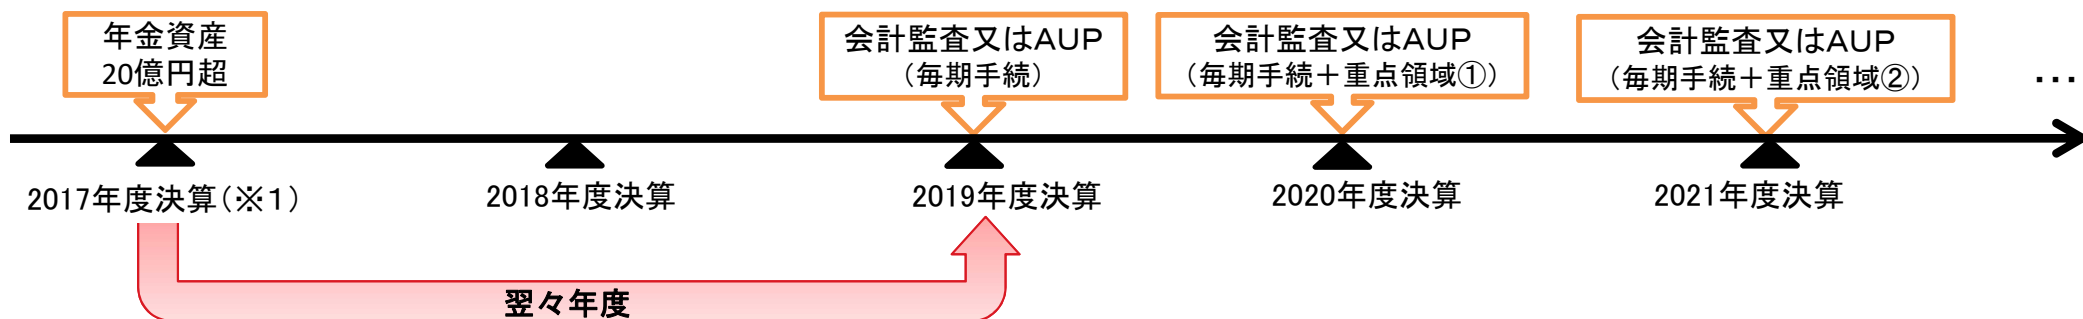 年金資産
20億円超
会計監査又はAUP
(毎期手続)
会計監査又はAUP
(毎期手続+重点領域①)
会計監査又はAUP
(毎期手続+重点領域②)
…
2017年度決算(※1)
2018年度決算
2019年度決算
2020年度決算
2021年度決算
翌々年度